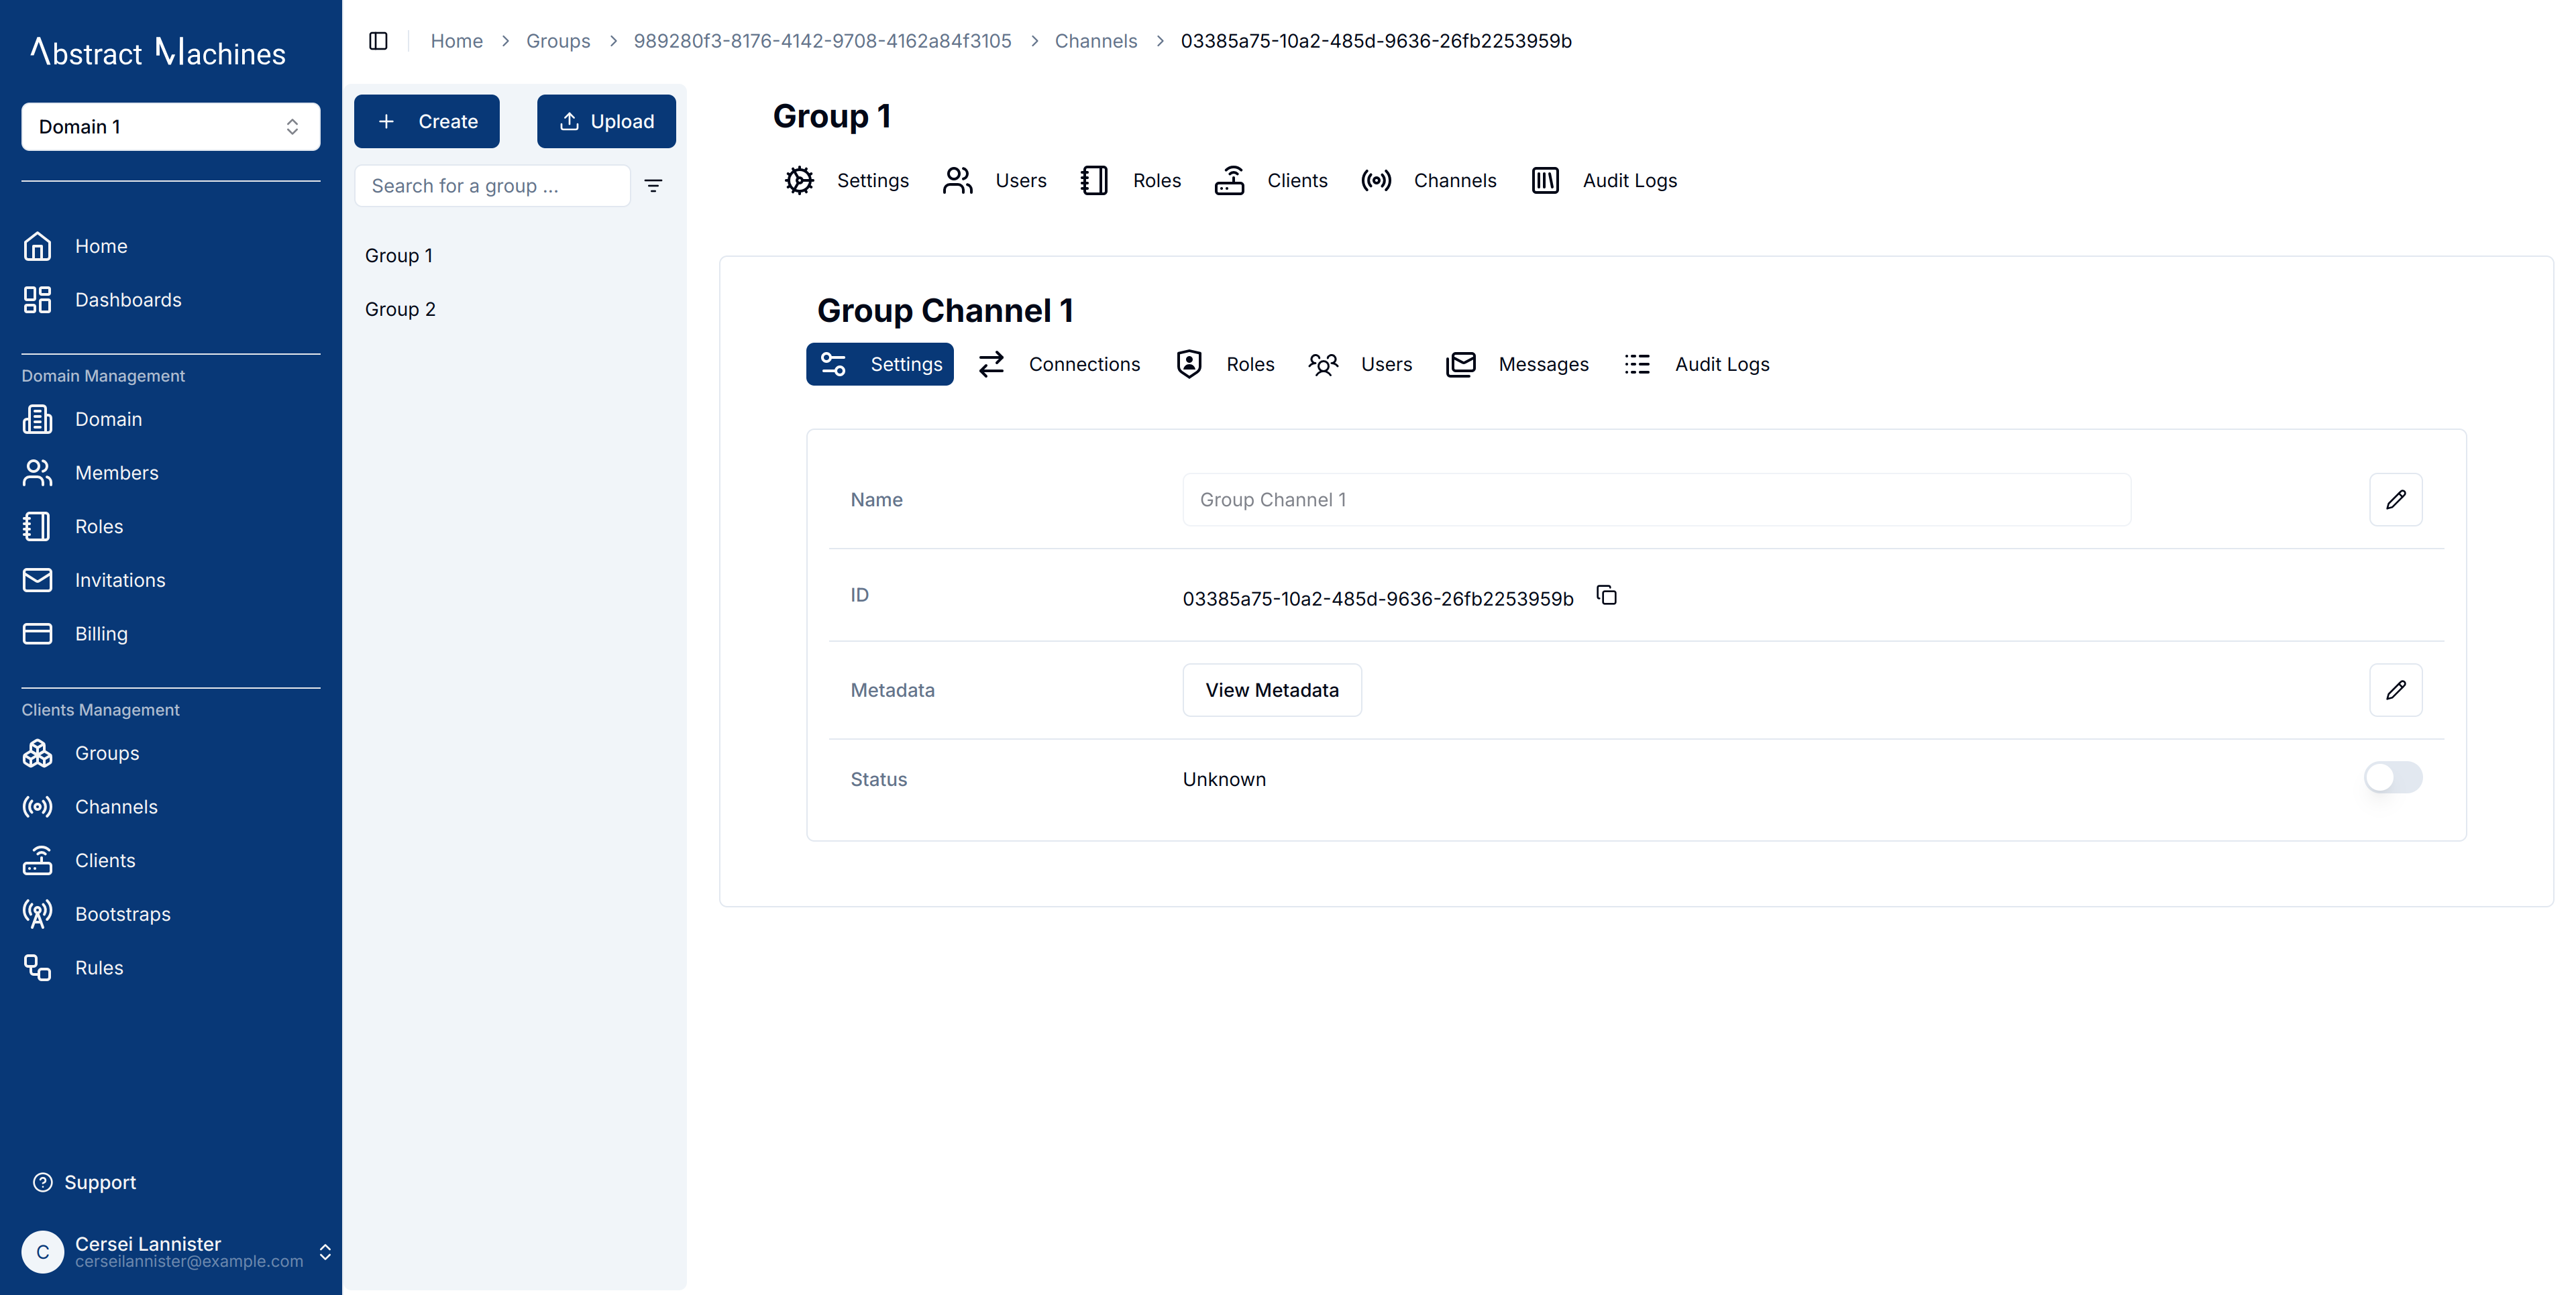 Abstract Machines
Domain 1
Home
Dashboards
Domain Management
Domain
Members
Roles
Invitations
Billing
Clients Management
Groups
Channels
Clients
Bootstraps
Rules
Support
C
Cersei Lannister
cerseilannister@example.com
Home > Groups > 989280f3-8176-4142-9708-4162a84f3105 > Channels > 03385a75-10a2-485d-9636-26fb2253959b
Create Upload
Search for a group ...
Group 1
Group 2
Group 1
Settings Users Roles Clients Channels Audit Logs
Group Channel 1
Settings Connections Roles Users Messages Audit Logs
Name Group Channel 1
ID 03385a75-10a2-485d-9636-26fb2253959b
Metadata View Metadata
Status Unknown